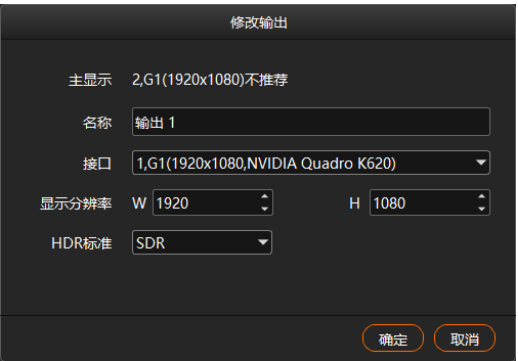 修改输出
主显示 2,G1(1920x1080)不推荐
名称 输出 1
接口 1,G1(1920x1080,NVIDIA Quadro K620)
显示分辨率 W 1920 H 1080
HDR标准 SDR
确定 取消